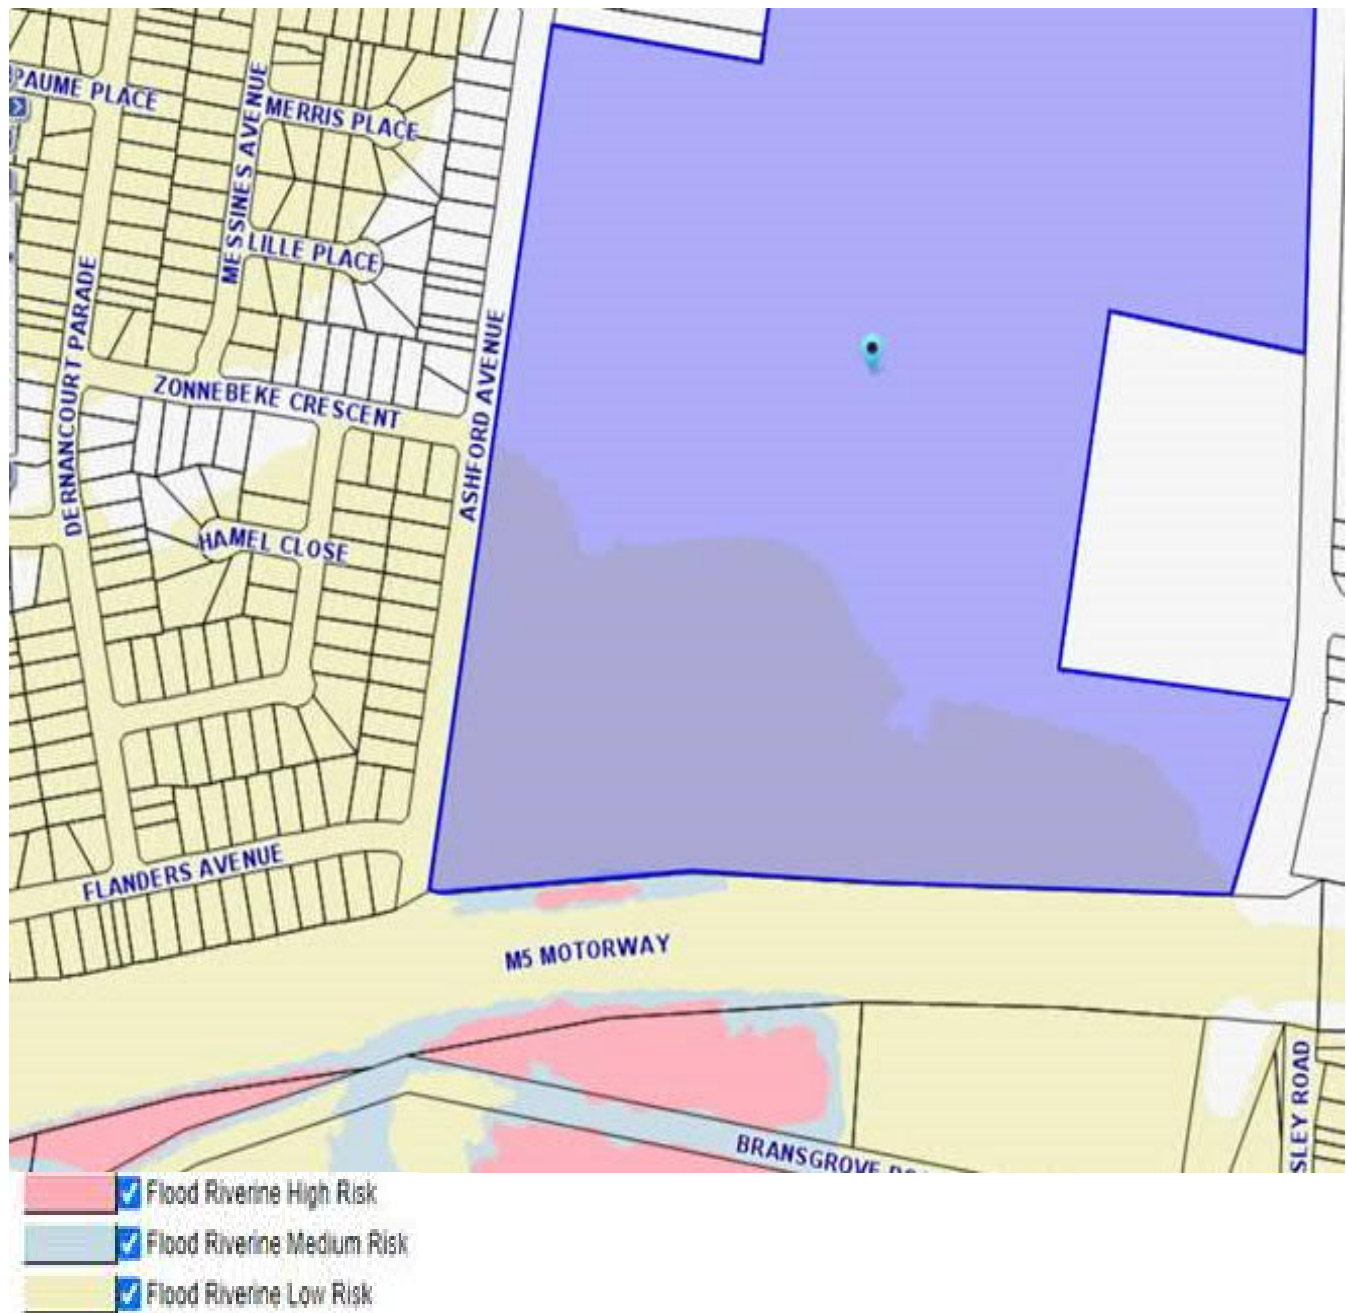 PAUME PLACE
MESSINES AVENUE
MERRIS PLACE
LILLE PLACE
DERNANCOURT PARADE
ASHFORD AVENUE
ZONNEBEKE CRESCENT
HAMEL CLOSE
FLANDERS AVENUE
M5 MOTORWAY
SLEY ROAD
BRANSGROVE
Flood Riverine High Risk
Flood Riverine Medium Risk
Flood Riverine Low Risk